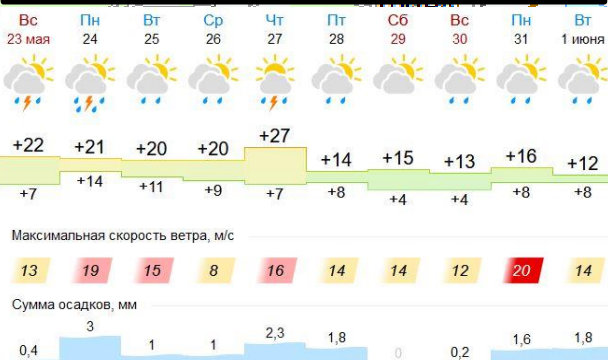 Вс Пн Вт Ср Чт Пт Сб Вс Пн Вт
23 мая 24 25 26 27 28 29 30 31 1 июня
+22 +21 +20 +20 +27 +14 +15 +13 +16 +12
+7 +14 +11 +9 +7 +8 +4 +4 +8 +8
Максимальная скорость ветра, м/с
13 19 15 8 16 14 14 12 20 14
Сумма осадков, мм
0,4 3 1 1 2,3 1,8 0 0,2 1,6 1,8